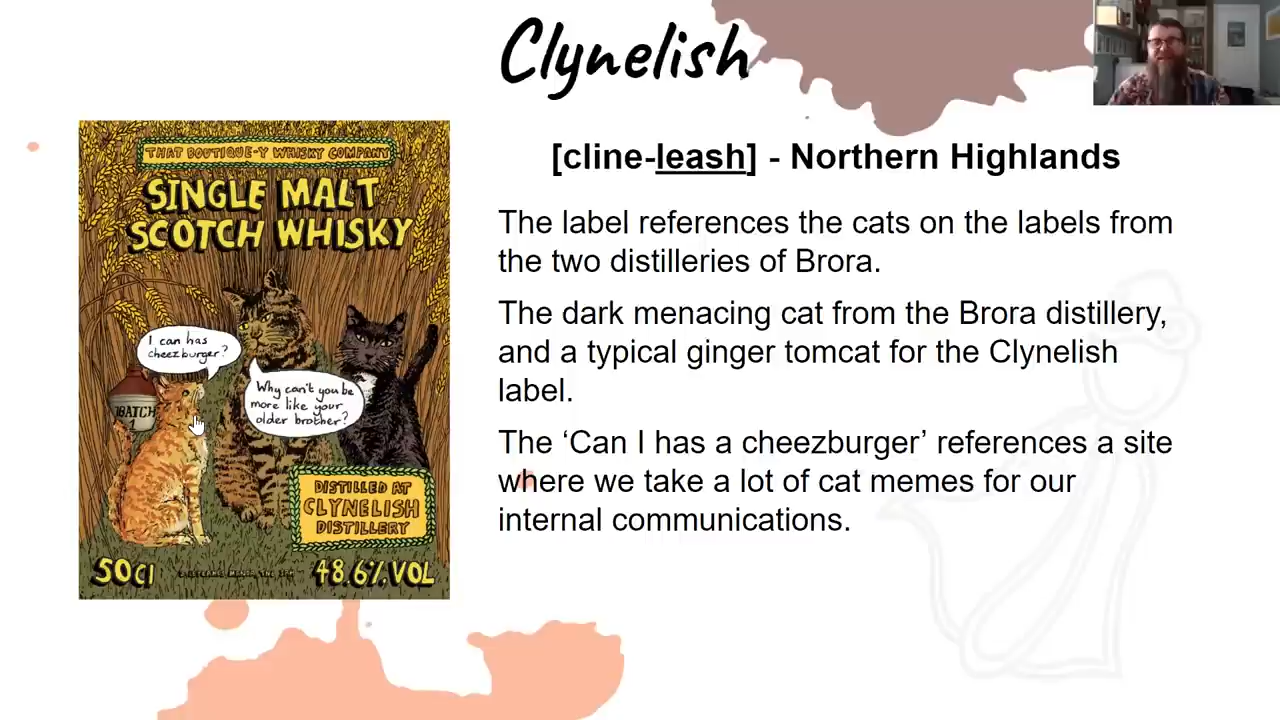 Clynelish
[cline-leash] - Northern Highlands
The label references the cats on the labels from
the two distilleries of Brora.
The dark menacing cat from the Brora distillery,
and a typical ginger tomcat for the Clynelish
label.
The ‘Can I has a cheezburger’ references a site
where we take a lot of cat memes for our
internal communications.
THAT BOUTIQUE-Y WHISKY COMPANY
SINGLE MALT
SCOTCH WHISKY
I can has
cheezburger?
Why can't you be
more like your
older brother?
BATCH
1
DISTILLED AT
CLYNELISH
DISTILLERY
50cl
48.6% VOL